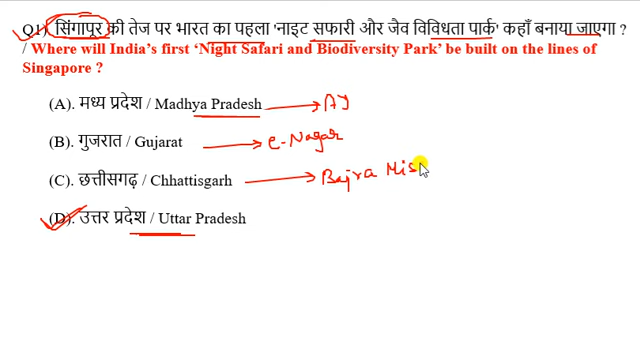 Q1) सिंगापुर की तेज पर भारत का पहला 'नाइट सफारी और जैव विविधता पार्क' कहाँ बनाया जाएगा ?
/ Where will India's first 'Night Safari and Biodiversity Park' be built on the lines of
Singapore ?
(A). मध्य प्रदेश / Madhya Pradesh AI
(B). गुजरात / Gujarat e-Nagar
(C). छत्तीसगढ़ / Chhattisgarh Bajra Mis
(D). उत्तर प्रदेश / Uttar Pradesh